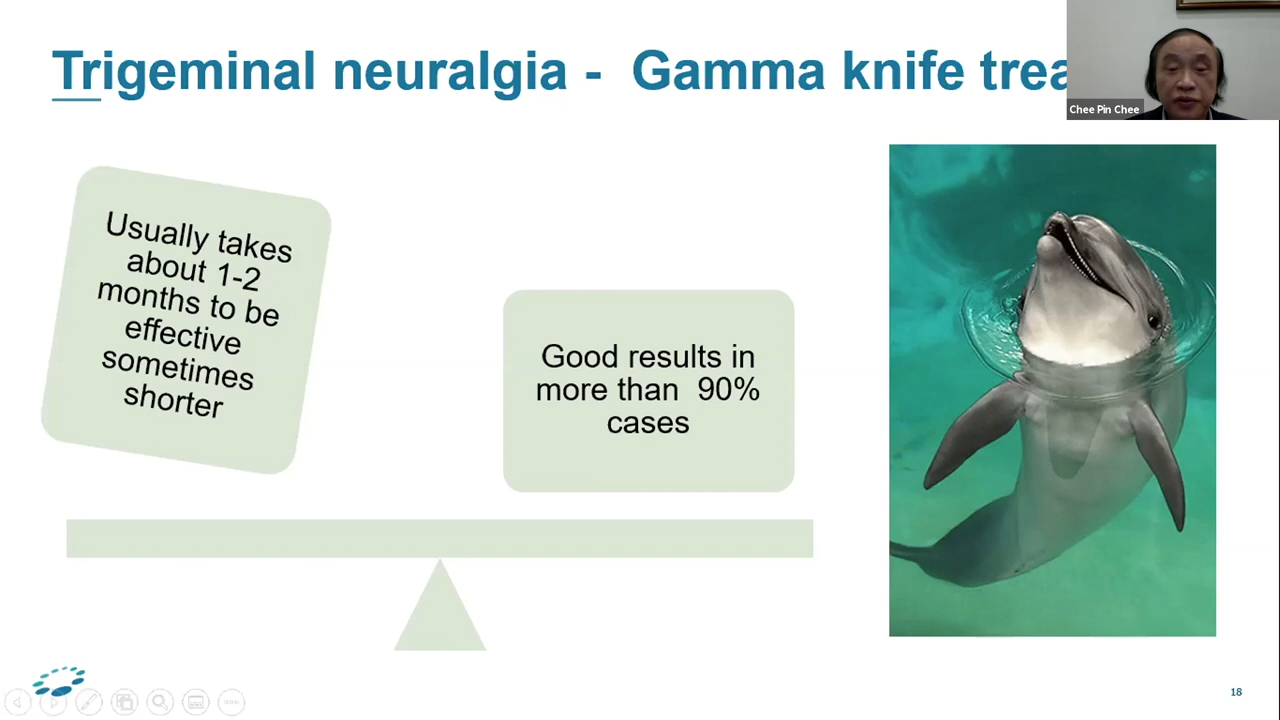 Trigeminal neuralgia - Gamma knife trea
Chee Pin Chee
Usually takes
about 1-2
months to be
effective
sometimes
shorter
Good results in
more than 90%
cases
18